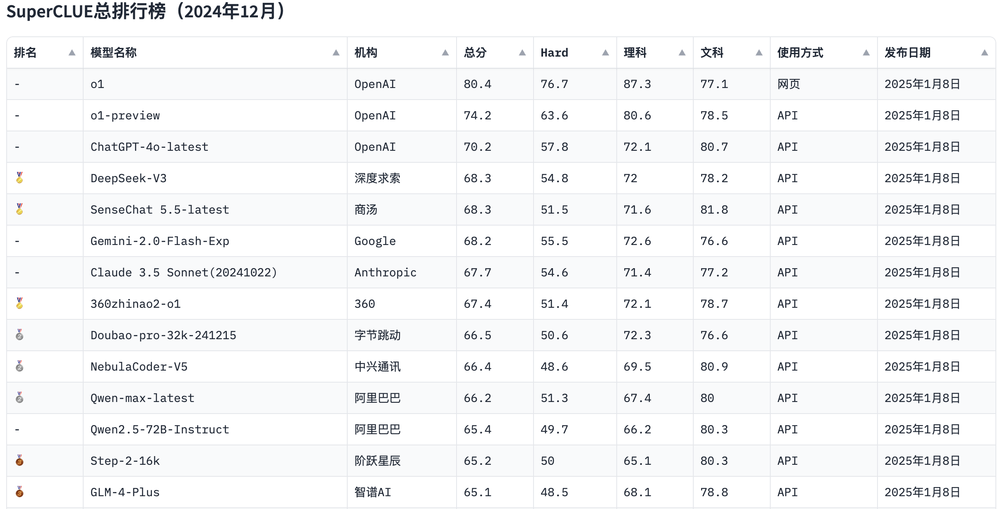 SuperCLUE总排行榜（2024年12月）
排名 ▲ 模型名称 ▲ 机构 ▲ 总分 ▲ Hard ▲ 理科 ▲ 文科 ▲ 使用方式 ▲ 发布日期 ▲
- o1 OpenAI 80.4 76.7 87.3 77.1 网页 2025年1月8日
- o1-preview OpenAI 74.2 63.6 80.6 78.5 API 2025年1月8日
- ChatGPT-4o-latest OpenAI 70.2 57.8 72.1 80.7 API 2025年1月8日
🏅 DeepSeek-V3 深度求索 68.3 54.8 72 78.2 API 2025年1月8日
🏅 SenseChat 5.5-latest 商汤 68.3 51.5 71.6 81.8 API 2025年1月8日
- Gemini-2.0-Flash-Exp Google 68.2 55.5 72.6 76.6 API 2025年1月8日
- Claude 3.5 Sonnet(20241022) Anthropic 67.7 54.6 71.4 77.2 API 2025年1月8日
🏅 360zhinao2-o1 360 67.4 51.4 72.1 78.7 API 2025年1月8日
🥈 Doubao-pro-32k-241215 字节跳动 66.5 50.6 72.3 76.6 API 2025年1月8日
🥈 NebulaCoder-V5 中兴通讯 66.4 48.6 69.5 80.9 API 2025年1月8日
🥈 Qwen-max-latest 阿里巴巴 66.2 51.3 67.4 80 API 2025年1月8日
- Qwen2.5-72B-Instruct 阿里巴巴 65.4 49.7 66.2 80.3 API 2025年1月8日
🥉 Step-2-16k 阶跃星辰 65.2 50 65.1 80.3 API 2025年1月8日
🥉 GLM-4-Plus 智谱AI 65.1 48.5 68.1 78.8 API 2025年1月8日